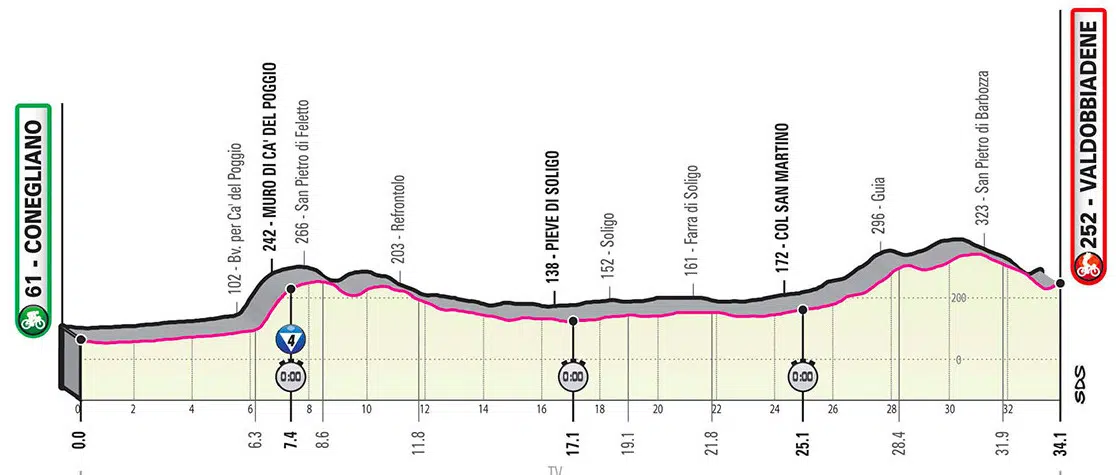 61 - CONEGLIANO
102 - Bv. per Ca' del Poggio
242 - MURO DI CA' DEL POGGIO
266 - San Pietro di Feletto
203 - Refrontolo
138 - PIEVE DI SOLIGO
152 - Soligo
161 - Farra di Soligo
172 - COL SAN MARTINO
296 - Guia
323 - San Pietro di Barbozza
252 - VALDOBBIADENE
200
0
4
0:00
0:00
0:00
SDS
0 2 4 6 8 10 12 14 16 18 20 22 24 26 28 30 32
0.0 6.3 7.4 8.6 11.8 17.1 19.1 21.8 25.1 28.4 31.9 34.1
TV